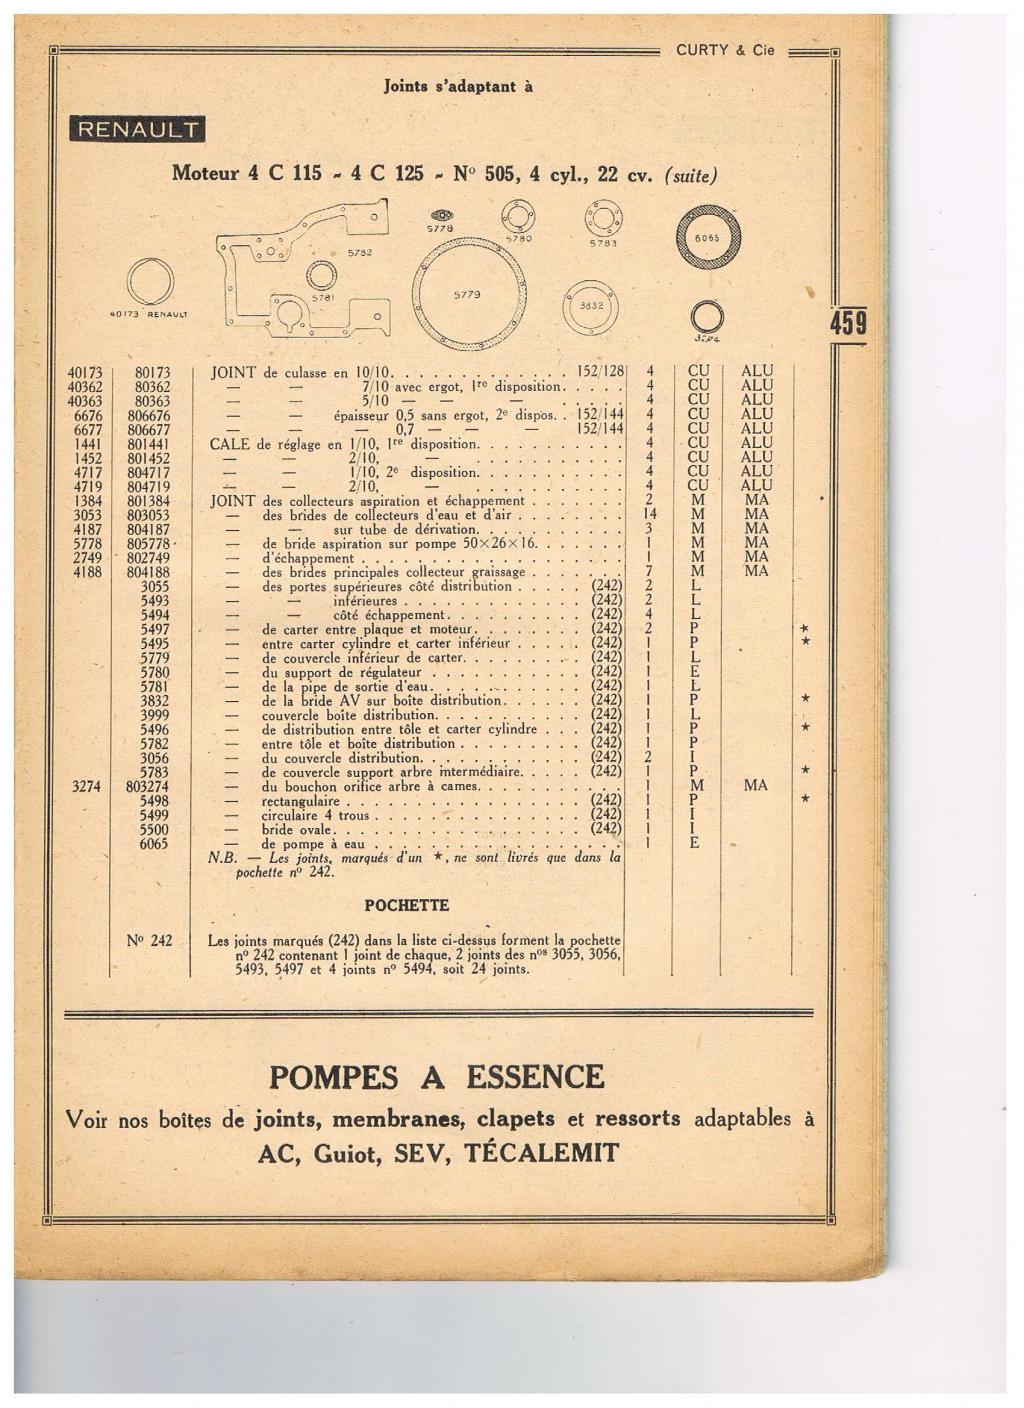 CURTY & Cie
Joints s'adaptant à
RENAULT
Moteur 4 C 115 - 4 C 125 - Nº 505, 4 cyl., 22 cv. (suite)
5778
5780
5783
6065
5782
5781
5779
3832
40173 RENAULT
459
40173 80173 JOINT de culasse en 10/10. . . . . . . . . . . . . 152/128 4 CU ALU
40362 80362 — — 7/10 avec ergot, 1re disposition. . . . . 4 CU ALU
40363 80363 — — 5/10 — — — . . . . . 4 CU ALU
6676 806676 — — épaisseur 0,5 sans ergot, 2e dispos. . 152/144 4 CU ALU
6677 806677 — — — 0,7 — — — 152/144 4 CU ALU
1441 801441 CALE de réglage en 1/10, 1re disposition. . . . . . . . . . . 4 CU ALU
1452 801452 — — 2/10, — . . . . . . . . . . . 4 CU ALU
4717 804717 — — 1/10, 2e disposition. . . . . . . . . . . 4 CU ALU
4719 804719 — — 2/10, — . . . . . . . . . . . 4 CU ALU
1384 801384 JOINT des collecteurs aspiration et échappement . . . . . . . 2 M MA
3053 803053 — des brides de collecteurs d'eau et d'air . . . . . . . . 14 M MA
4187 804187 — — sur tube de dérivation. . . . . . . . . . . 3 M MA
5778 805778 — de bride aspiration sur pompe 50×26×16. . . . . . . 1 M MA
2749 802749 — d'échappement . . . . . . . . . . . . . . . . . . . . 1 M MA
4188 804188 — des brides principales collecteur graissage . . . . . . . 7 M MA
3055 — des portes supérieures côté distribution . . . . . (242) 2 L
5493 — — inférieures . . . . . . . . . . . . . (242) 2 L
5494 — — côté échappement. . . . . . . . . (242) 4 L
5497 — de carter entre plaque et moteur. . . . . . . . . (242) 2 P ★
5495 — entre carter cylindre et carter inférieur . . . . . (242) 1 P ★
5779 — de couvercle inférieur de carter. . . . . . . . . (242) 1 L
5780 — du support de régulateur . . . . . . . . . . . . (242) 1 E
5781 — de la pipe de sortie d'eau. . . . . . . . . . . . (242) 1 L
3832 — de la bride AV sur boîte distribution. . . . . . . (242) 1 P ★
3999 — couvercle boîte distribution. . . . . . . . . . . (242) 1 L
5496 — de distribution entre tôle et carter cylindre . . . (242) 1 P ★
5782 — entre tôle et boîte distribution . . . . . . . . . (242) 1 P
3056 — du couvercle distribution. . . . . . . . . . . . (242) 2 I
5783 — de couvercle support arbre intermédiaire. . . . . (242) 1 P ★
3274 803274 — du bouchon orifice arbre à cames. . . . . . . . . . . 1 M MA
5498 — rectangulaire . . . . . . . . . . . . . . . . . . (242) 1 P ★
5499 — circulaire 4 trous . . . . . . . . . . . . . . . . (242) 1 I
5500 — bride ovale. . . . . . . . . . . . . . . . . . . (242) 1 I
6065 — de pompe à eau . . . . . . . . . . . . . . . . . . . 1 E
N.B. — Les joints, marqués d'un ★, ne sont livrés que dans la
pochette nº 242.
POCHETTE
Nº 242 Les joints marqués (242) dans la liste ci-dessus forment la pochette
nº 242 contenant 1 joint de chaque, 2 joints des nos 3055, 3056,
5493, 5497 et 4 joints nº 5494, soit 24 joints.
POMPES A ESSENCE
Voir nos boîtes de joints, membranes, clapets et ressorts adaptables à
AC, Guiot, SEV, TÉCALEMIT